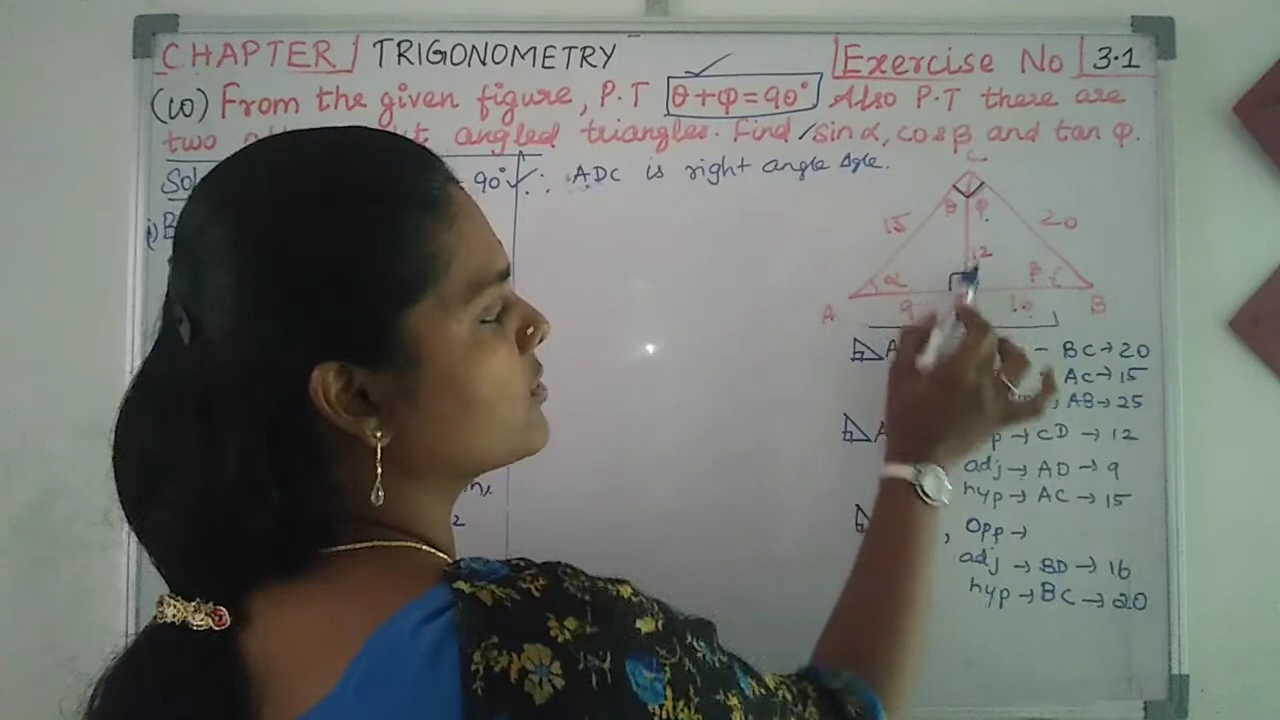 CHAPTER TRIGONOMETRY Exercise No 3.1
(10) From the given figure, P.T θ+φ=90° Also P.T there are
two angled triangles. Find sin α, cos β and tan φ.
Sol 90° ∴ ADC is right angle Δgle.
i) B
C
15 θ φ 20
12
α β
A 9 16 B
BC→20
AC→15
AB→25
A P→CD→12
adj→AD→9
hyp→AC→15
, Opp→
adj→BD→16
hyp→BC→20
2